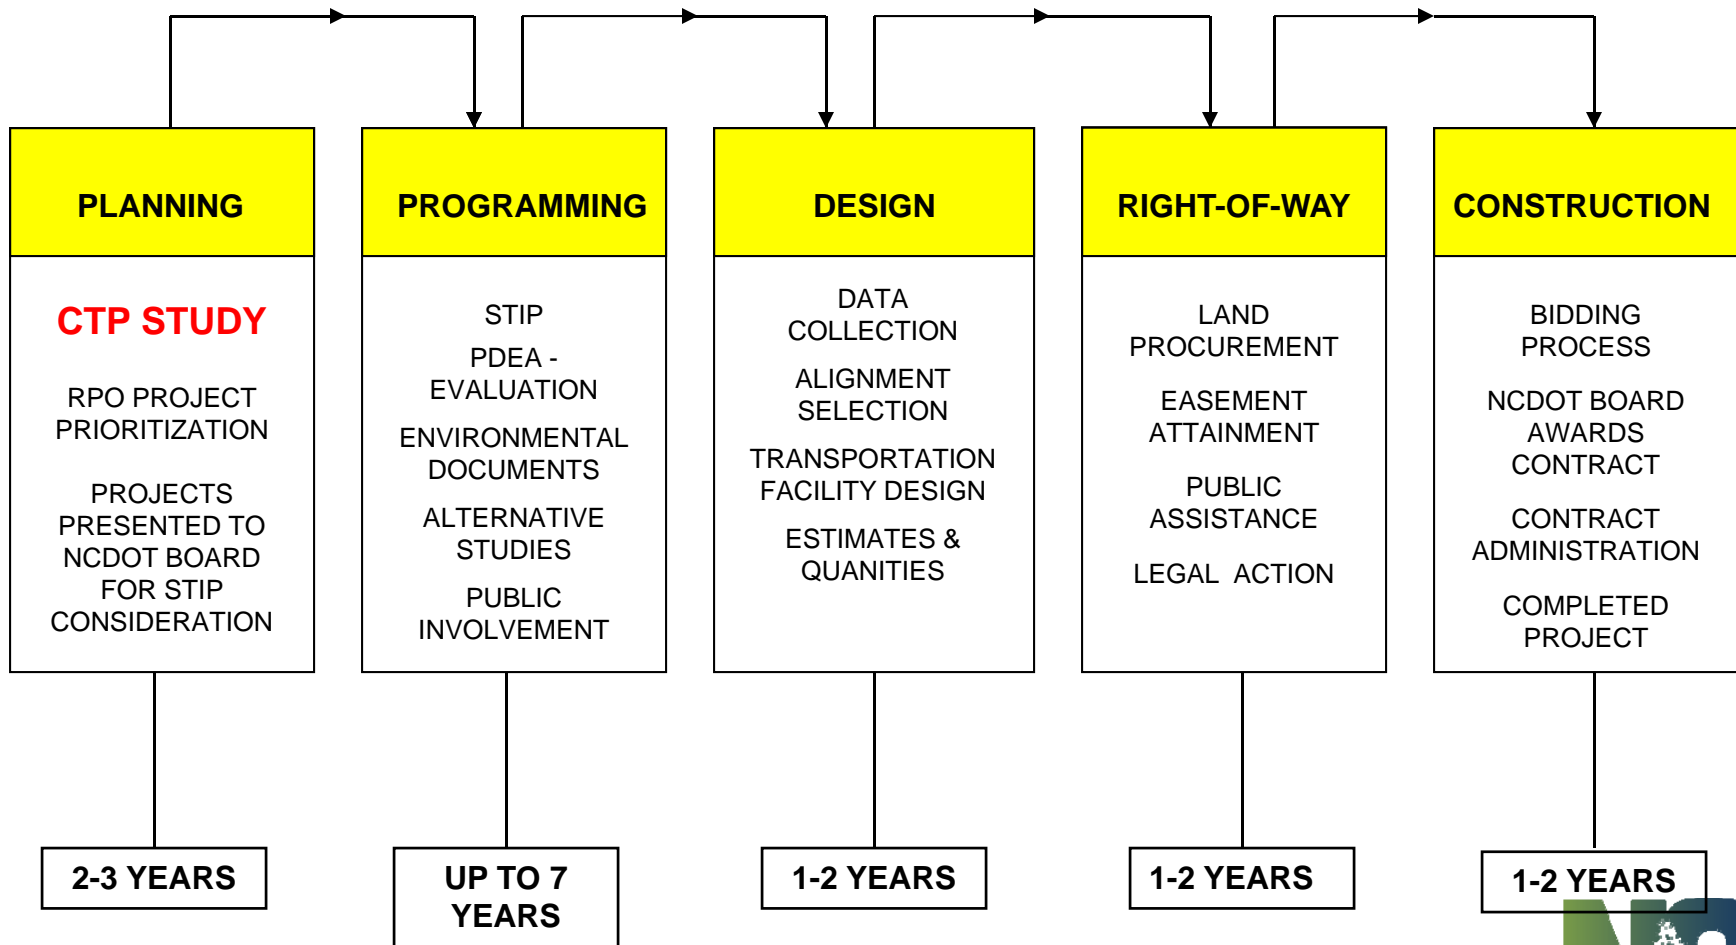 PLANNING
CTP STUDY
RPO PROJECT
PRIORITIZATION
PROJECTS
PRESENTED TO
NCDOT BOARD
FOR STIP
CONSIDERATION
2-3 YEARS
PROGRAMMING
STIP
PDEA -
EVALUATION
ENVIRONMENTAL
DOCUMENTS
ALTERNATIVE
STUDIES
PUBLIC
INVOLVEMENT
UP TO 7
YEARS
DESIGN
DATA
COLLECTION
ALIGNMENT
SELECTION
TRANSPORTATION
FACILITY DESIGN
ESTIMATES &
QUANITIES
1-2 YEARS
RIGHT-OF-WAY
LAND
PROCUREMENT
EASEMENT
ATTAINMENT
PUBLIC
ASSISTANCE
LEGAL  ACTION
1-2 YEARS
CONSTRUCTION
BIDDING
PROCESS
NCDOT BOARD
AWARDS
CONTRACT
CONTRACT
ADMINISTRATION
COMPLETED
PROJECT
1-2 YEARS